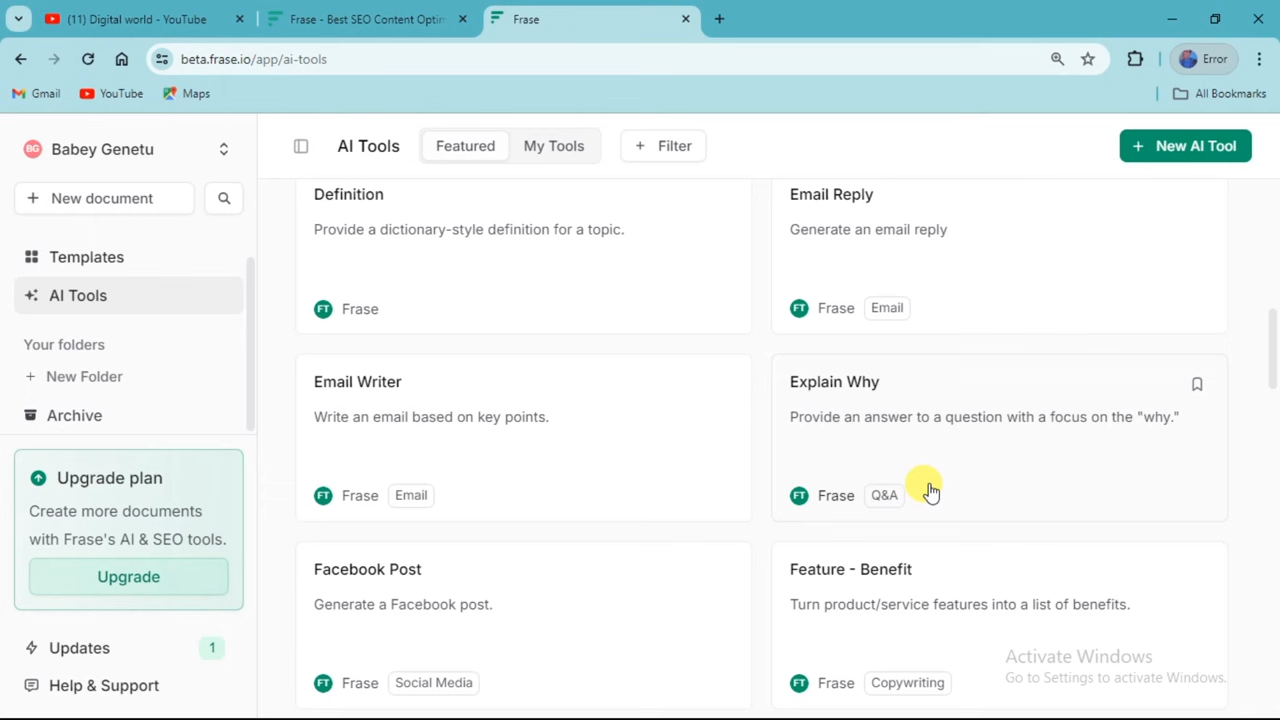 (11) Digital world - YouTube
Frase - Best SEO Content Optim
Frase
beta.frase.io/app/ai-tools
Error
Gmail
YouTube
Maps
All Bookmarks
BG
Babey Genetu
AI Tools
Featured
My Tools
+ Filter
+ New AI Tool
+ New document
Templates
AI Tools
Your folders
+ New Folder
Archive
Upgrade plan
Create more documents
with Frase's AI & SEO tools.
Upgrade
Updates
1
Help & Support
Definition
Provide a dictionary-style definition for a topic.
FT Frase
Email Reply
Generate an email reply
FT Frase Email
Email Writer
Write an email based on key points.
FT Frase Email
Explain Why
Provide an answer to a question with a focus on the "why."
FT Frase Q&A
Facebook Post
Generate a Facebook post.
FT Frase Social Media
Feature - Benefit
Turn product/service features into a list of benefits.
FT Frase Copywriting
Activate Windows
Go to Settings to activate Windows.